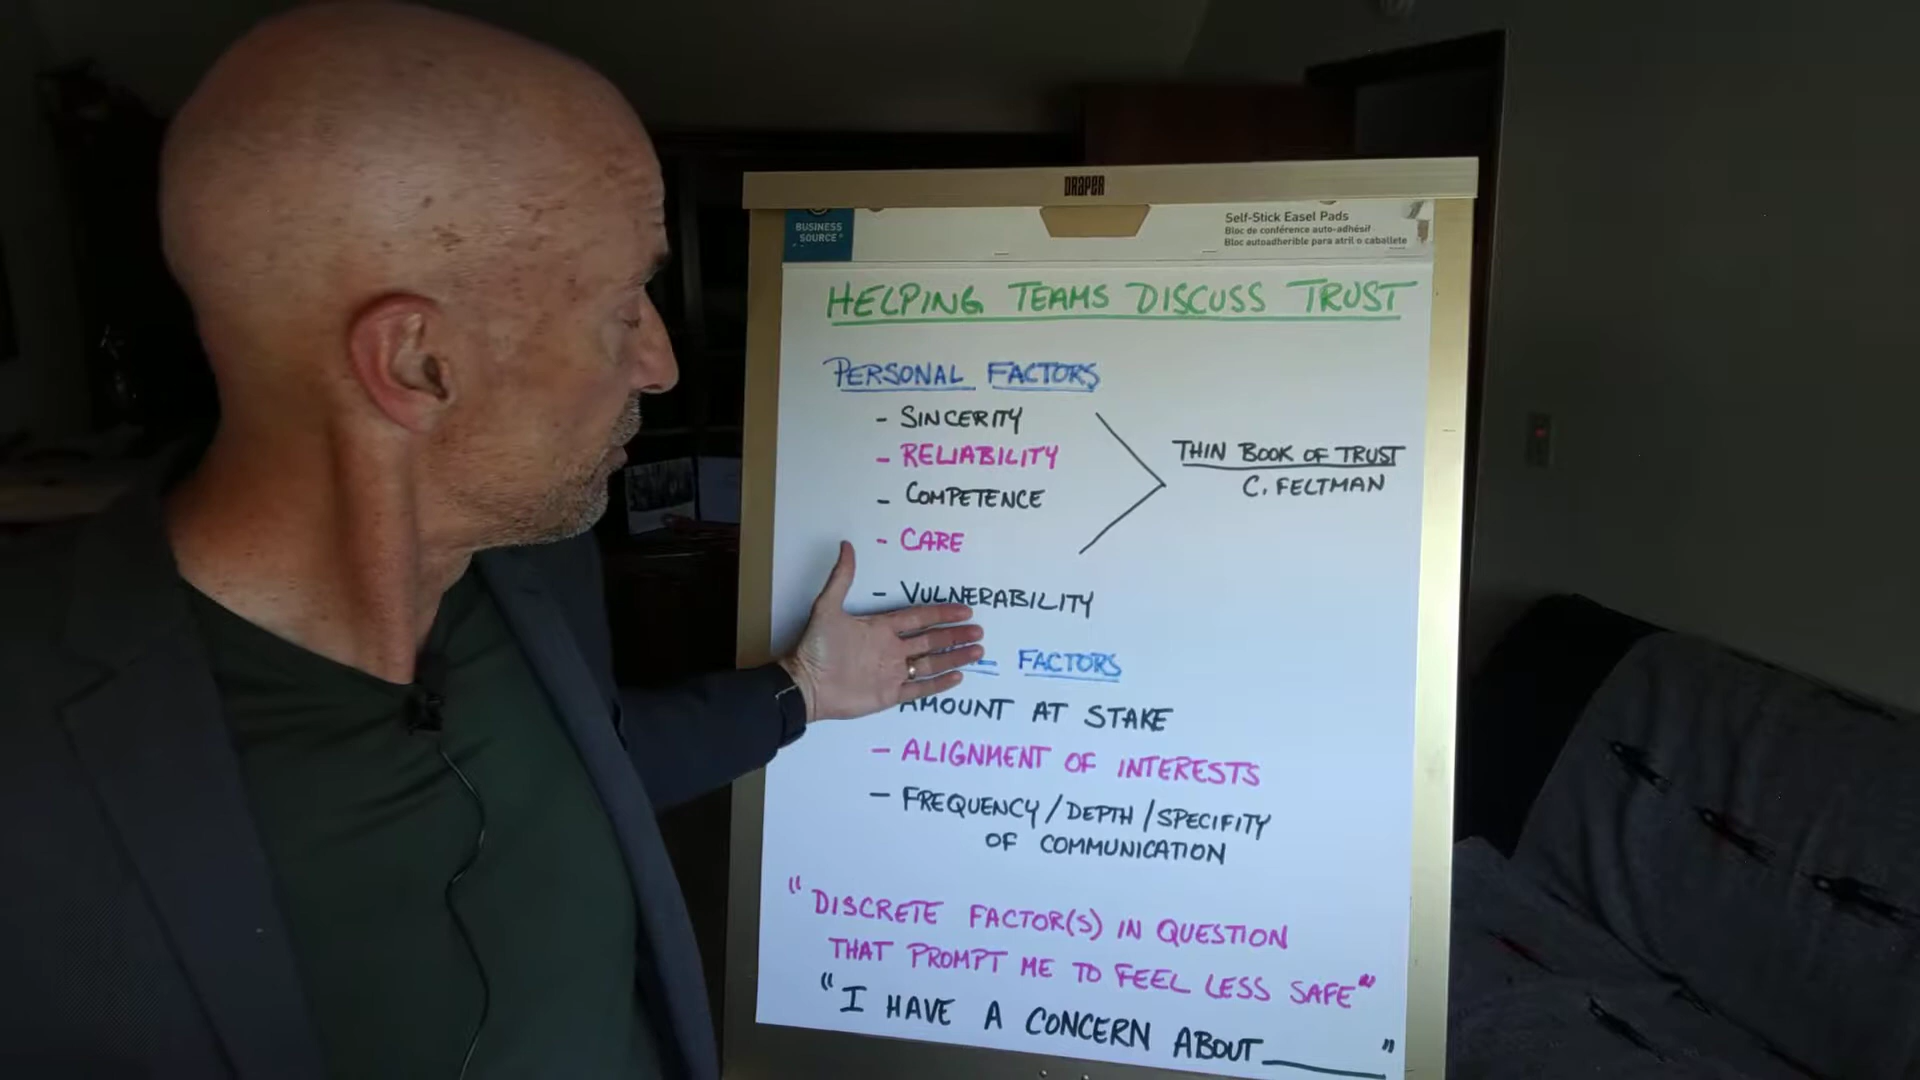 DRAPER
BUSINESS
SOURCE
Self-Stick Easel Pads
Bloc de conférence auto-adhésif
Bloc autoadherible para atril o caballete
HELPING TEAMS DISCUSS TRUST
PERSONAL FACTORS
- SINCERITY
- RELIABILITY
- COMPETENCE
- CARE
THIN BOOK OF TRUST
C. FELTMAN
- VULNERABILITY
FACTORS
AMOUNT AT STAKE
- ALIGNMENT OF INTERESTS
- FREQUENCY/DEPTH/SPECIFITY
OF COMMUNICATION
"DISCRETE FACTOR(S) IN QUESTION
THAT PROMPT ME TO FEEL LESS SAFE"
"I HAVE A CONCERN ABOUT______"